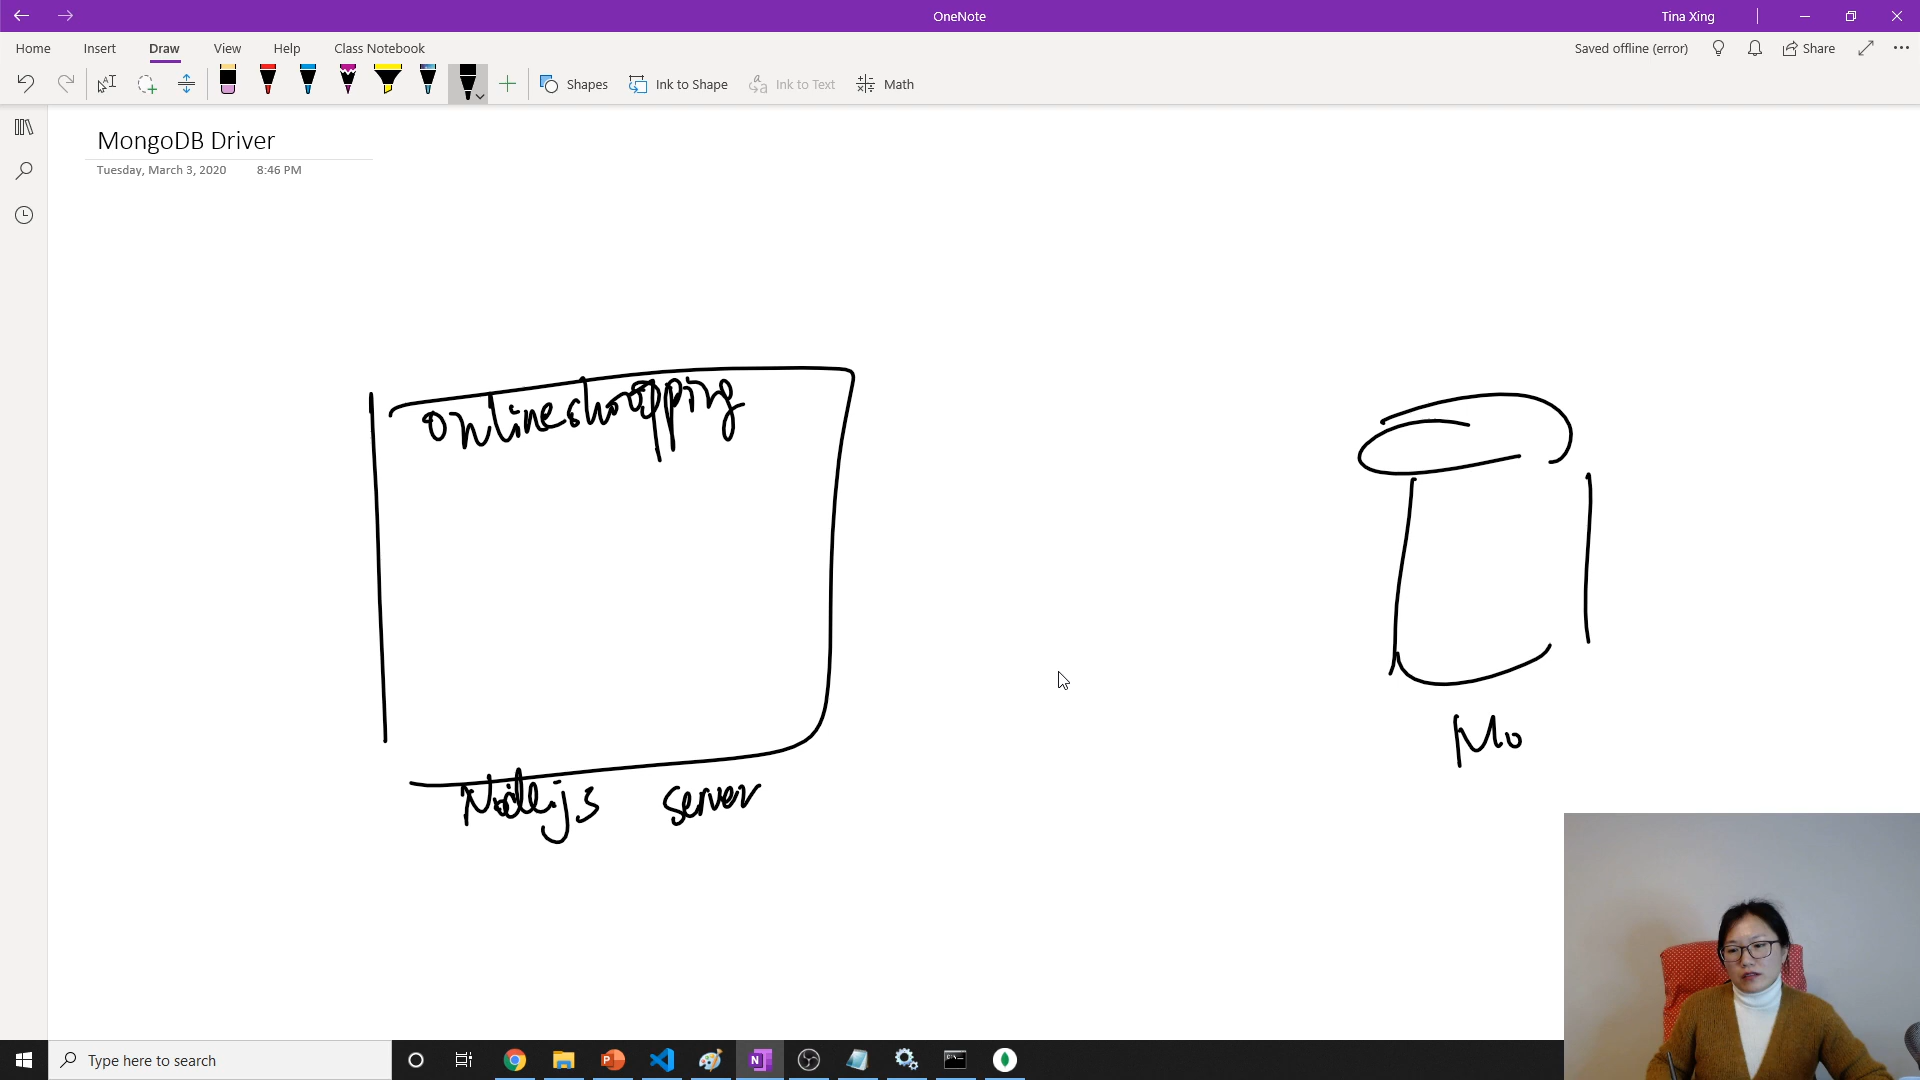 OneNote
Tina Xing
Home Insert Draw View Help Class Notebook
Saved offline (error)
Share
Shapes
Ink to Shape
Ink to Text
Math
MongoDB Driver
Tuesday, March 3, 2020 8:46 PM
onlineshopping
Node.js server
Mo
Type here to search